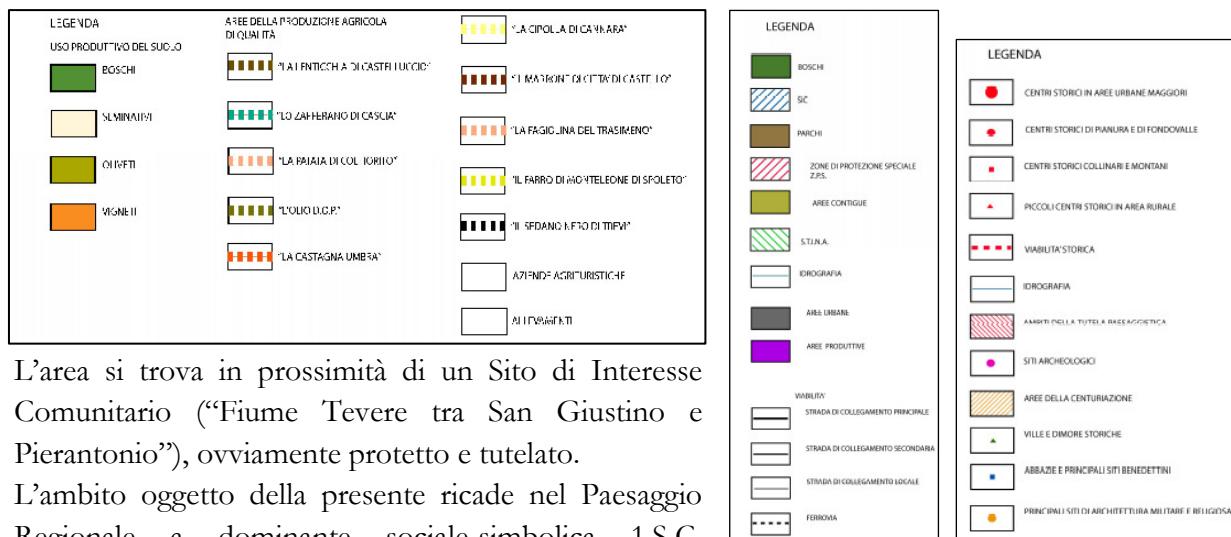 LEGENDA
USO PRODUTTIVO DEL SUOLO
BOSCHI
SEMINATIVI
OLIVETI
VIGNETI
AREE DELLA PRODUZIONE AGRICOLA
DI QUALITÀ
"LA LENTICCHIA DI CASTELLUCCIO"
"LO ZAFFERANO DI CASCIA"
"LA PATATA DI COLFIORITO"
"L'OLIO D.O.P."
"LA CASTAGNA UMBRA"
"LA CIPOLLA DI CANNARA"
"IL MARRONE DI CITTA' DI CASTELLO"
"LA FAGIOLINA DEL TRASIMENO"
"IL FARRO DI MONTELEONE DI SPOLETO"
"IL SEDANO NERO DI TREVI"
AZIENDE AGRITURISTICHE
ALLEVAMENTI
L'area si trova in prossimità di un Sito di Interesse
Comunitario ("Fiume Tevere tra San Giustino e
Pierantonio"), ovviamente protetto e tutelato.
L'ambito oggetto della presente ricade nel Paesaggio
Regionale a dominante sociale-simbolica 1.S.C.
LEGENDA
BOSCHI
SIC
PARCHI
ZONE DI PROTEZIONE SPECIALE
Z.P.S.
AREE CONTIGUE
S.T.I.N.A.
IDROGRAFIA
AREE URBANE
AREE PRODUTTIVE
VIABILITA'
STRADA DI COLLEGAMENTO PRINCIPALE
STRADA DI COLLEGAMENTO SECONDARIA
STRADA DI COLLEGAMENTO LOCALE
FERROVIA
LEGENDA
CENTRI STORICI IN AREE URBANE MAGGIORI
CENTRI STORICI DI PIANURA E DI FONDOVALLE
CENTRI STORICI COLLINARI E MONTANI
PICCOLI CENTRI STORICI IN AREA RURALE
VIABILITA' STORICA
IDROGRAFIA
AMBITI DELLA TUTELA PAESAGGISTICA
SITI ARCHEOLOGICI
AREE DELLA CENTURIAZIONE
VILLE E DIMORE STORICHE
ABBAZIE E PRINCIPALI SITI BENEDETTINI
PRINCIPALI SITI DI ARCHITETTURA MILITARE E RELIGIOSA